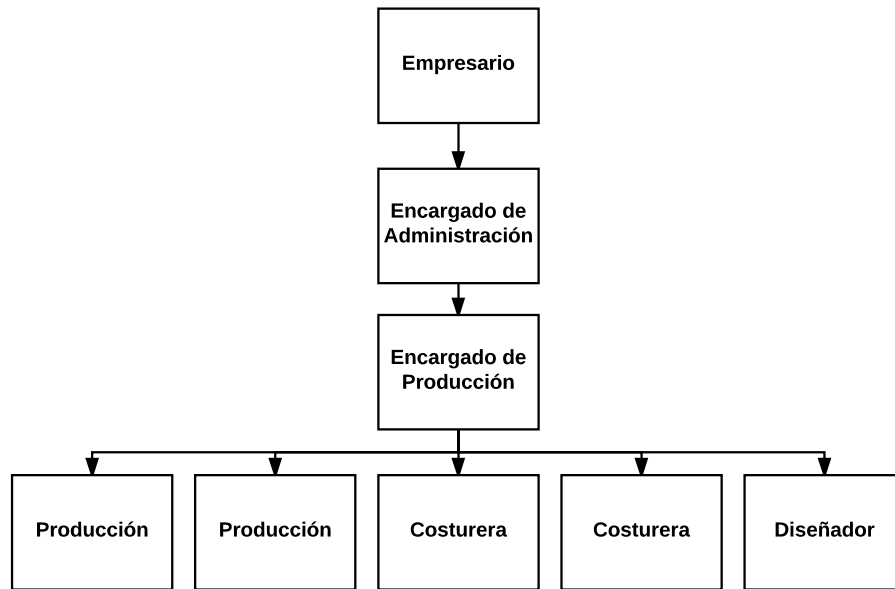 Empresario
Encargado de
Administración
Encargado de
Producción
Producción
Producción
Costurera
Costurera
Diseñador